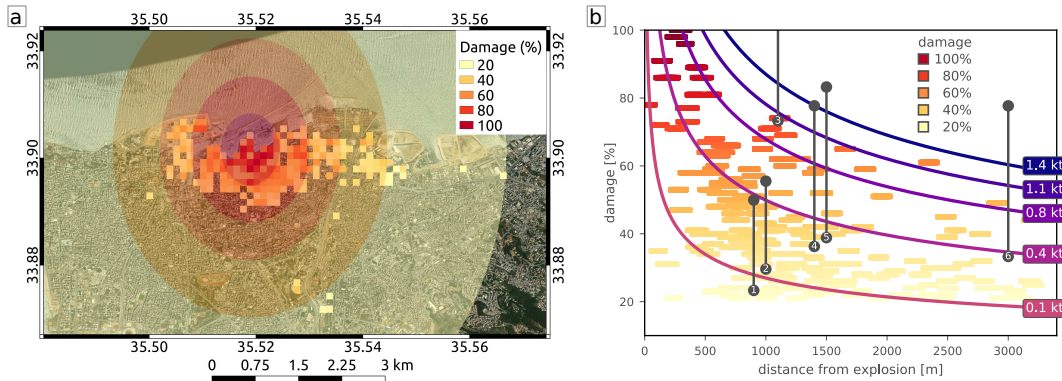 a
35.50 35.52 35.54 35.56
33.92
33.90
33.88
33.92
33.90
33.88
Damage (%)
20
40
60
80
100
35.50 35.52 35.54 35.56
0 0.75 1.5 2.25 3 km
b
damage [%]
100
80
60
40
20
damage
100%
80%
60%
40%
20%
1
2
3
4
5
6
1.4 kt
1.1 kt
0.8 kt
0.4 kt
0.1 kt
0 500 1000 1500 2000 2500 3000
distance from explosion [m]